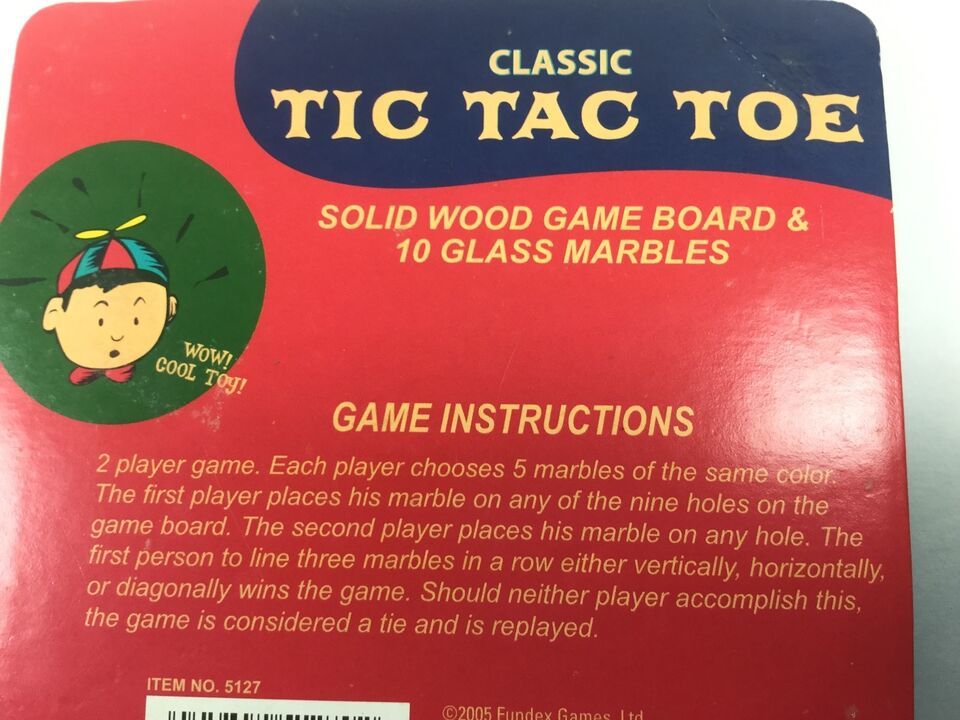 CLASSIC
TIC TAC TOE
SOLID WOOD GAME BOARD &
10 GLASS MARBLES
WOW!
COOL TOY!
GAME INSTRUCTIONS
2 player game. Each player chooses 5 marbles of the same color.
The first player places his marble on any of the nine holes on the
game board. The second player places his marble on any hole. The
first person to line three marbles in a row either vertically, horizontally,
or diagonally wins the game. Should neither player accomplish this,
the game is considered a tie and is replayed.
ITEM NO. 5127
©2005 Fundex Games, Ltd.